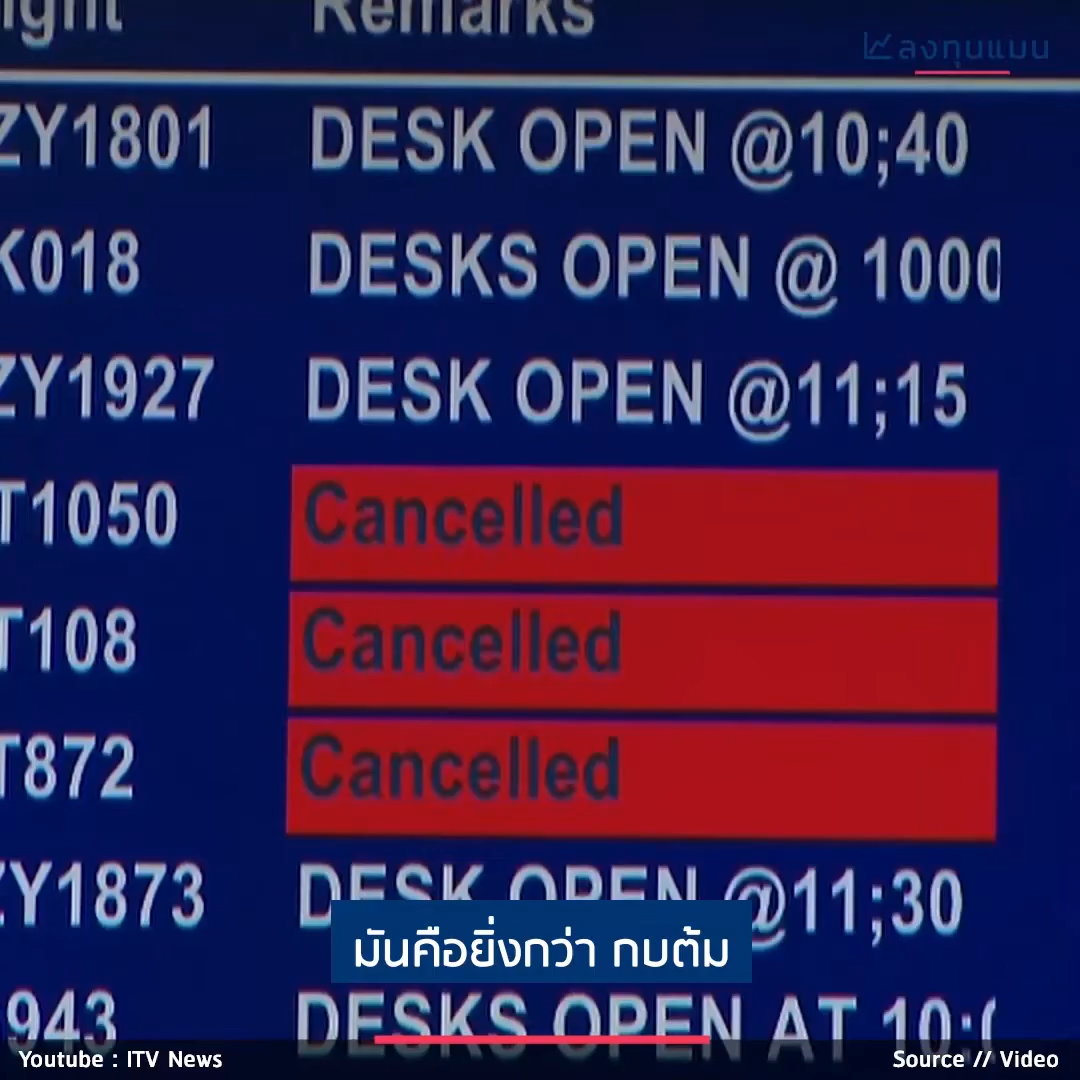 ight Remarks
ลงทุนแมน
ZY1801 DESK OPEN @10;40
K018 DESKS OPEN @ 1000
ZY1927 DESK OPEN @11;15
T1050 Cancelled
T108 Cancelled
T872 Cancelled
ZY1873 DESK OPEN @11;30
มันคือยิ่งกว่า กบต้ม
943 DESKS OPEN AT 10:0
Youtube : ITV News
Source // Video